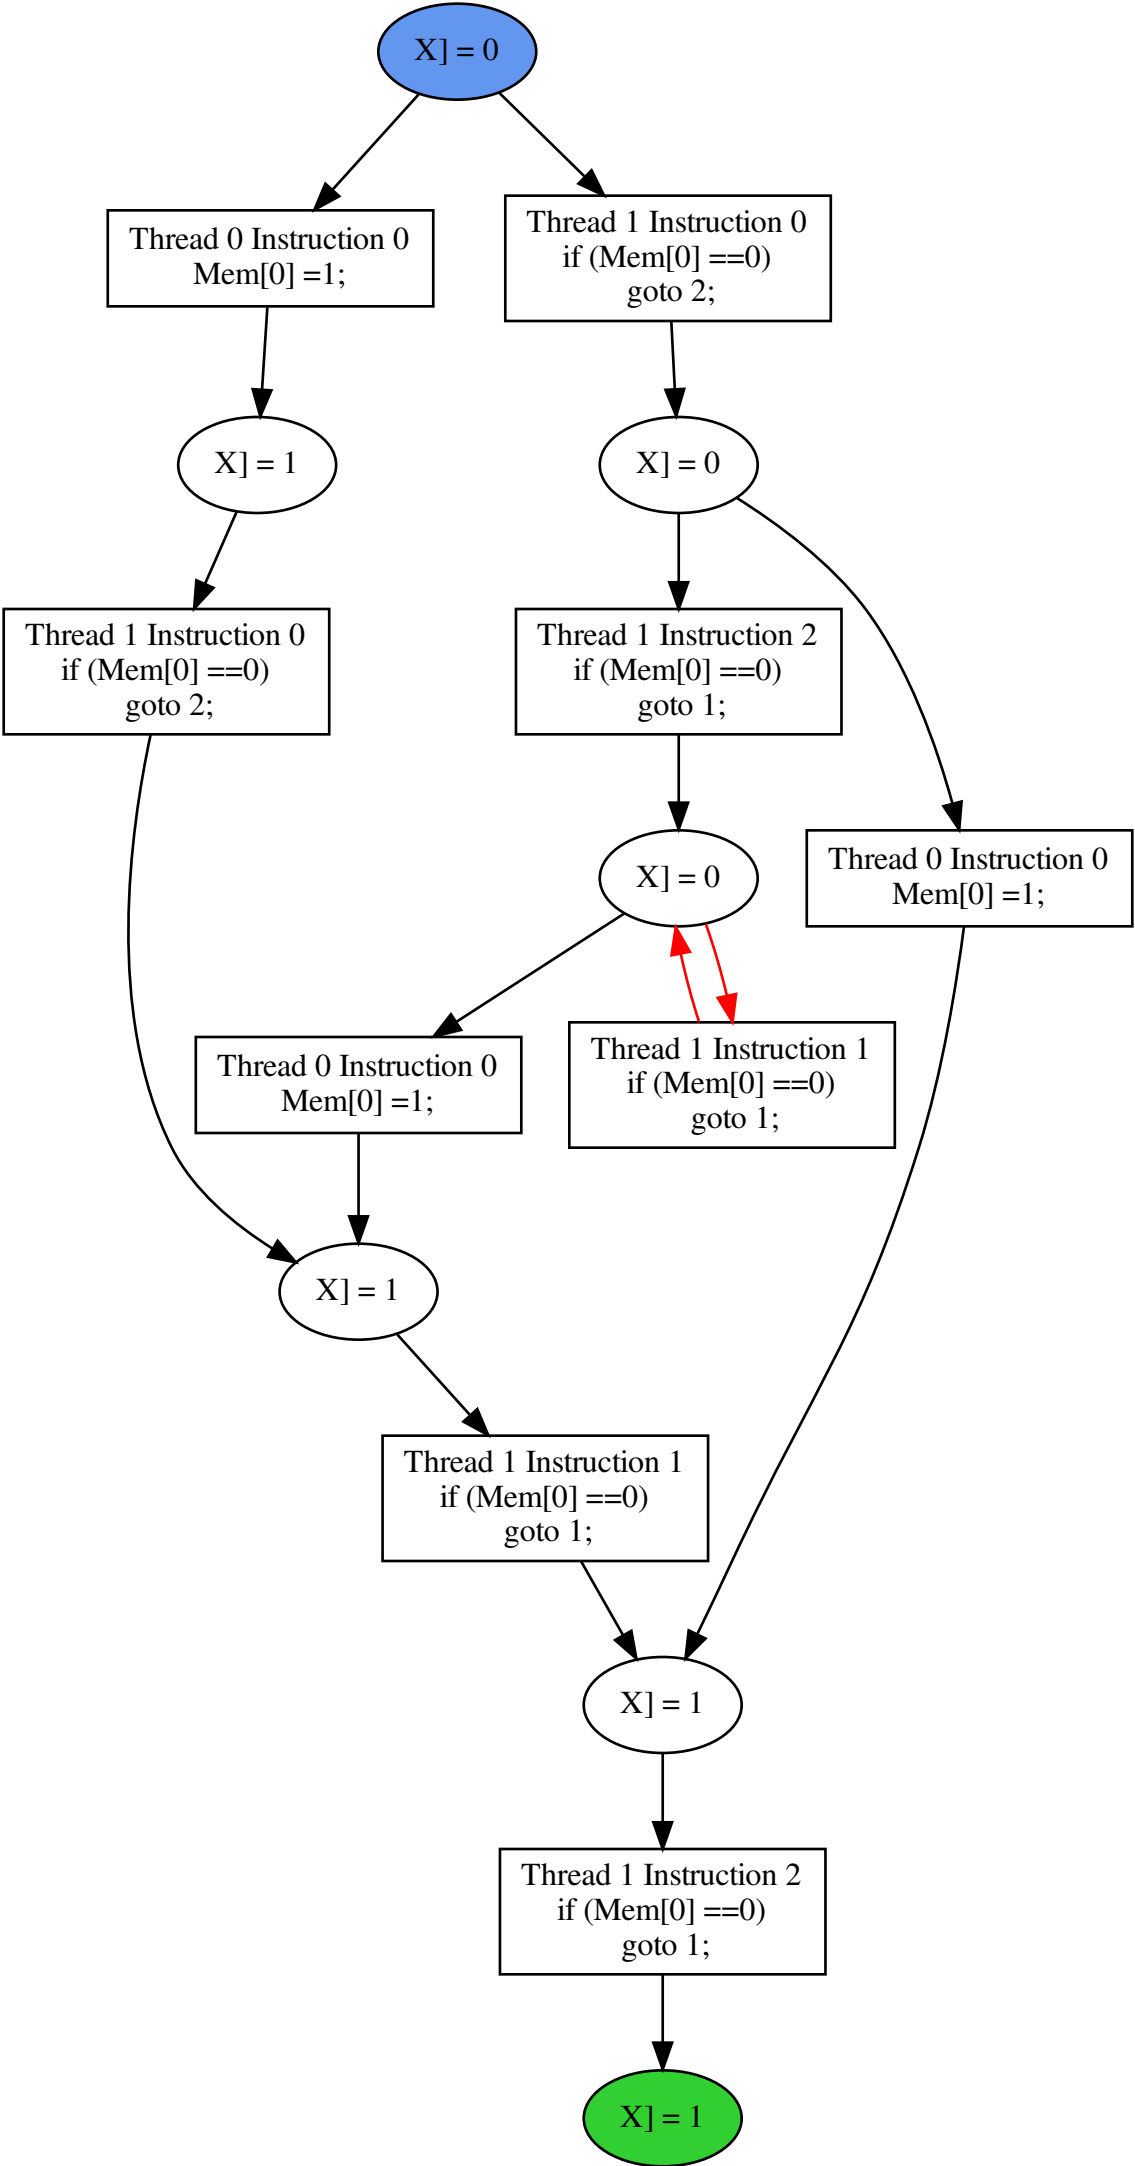 X] = 0
Thread 0 Instruction 0
Mem[0] =1;
Thread 1 Instruction 0
if (Mem[0] ==0)
goto 2;
X] = 1
X] = 0
Thread 1 Instruction 0
if (Mem[0] ==0)
goto 2;
Thread 1 Instruction 2
if (Mem[0] ==0)
goto 1;
X] = 0
Thread 0 Instruction 0
Mem[0] =1;
Thread 0 Instruction 0
Mem[0] =1;
Thread 1 Instruction 1
if (Mem[0] ==0)
goto 1;
X] = 1
Thread 1 Instruction 1
if (Mem[0] ==0)
goto 1;
X] = 1
Thread 1 Instruction 2
if (Mem[0] ==0)
goto 1;
X] = 1